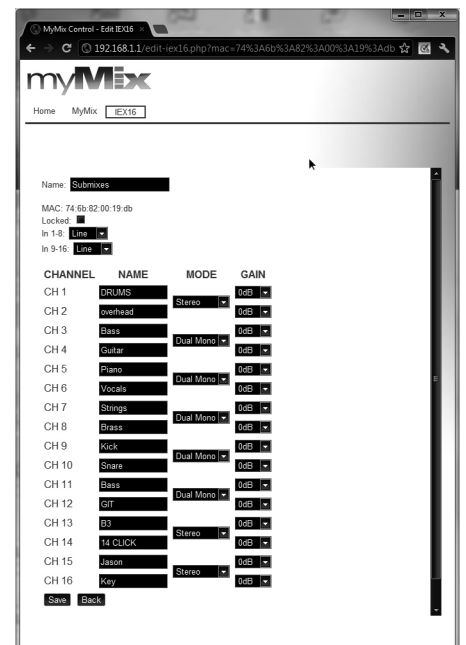 MyMix Control - Edit IEX16
192.168.1.1/edit-iex16.php?mac=74%3A6b%3A82%3A00%3A19%3Adb
myMix
Home MyMix IEX16
Name: Submixes
MAC: 74:6b:82:00:19:db
Locked:
In 1-8: Line
In 9-16: Line
CHANNEL NAME MODE GAIN
CH 1 DRUMS 0dB
Stereo
CH 2 overhead 0dB
CH 3 Bass 0dB
Dual Mono
CH 4 Guitar 0dB
CH 5 Piano 0dB
Dual Mono
CH 6 Vocals 0dB
CH 7 Strings 0dB
Dual Mono
CH 8 Brass 0dB
CH 9 Kick 0dB
Dual Mono
CH 10 Snare 0dB
CH 11 Bass 0dB
Dual Mono
CH 12 GIT 0dB
CH 13 B3 0dB
Stereo
CH 14 14 CLICK 0dB
CH 15 Jason 0dB
Stereo
CH 16 Key 0dB
Save Back